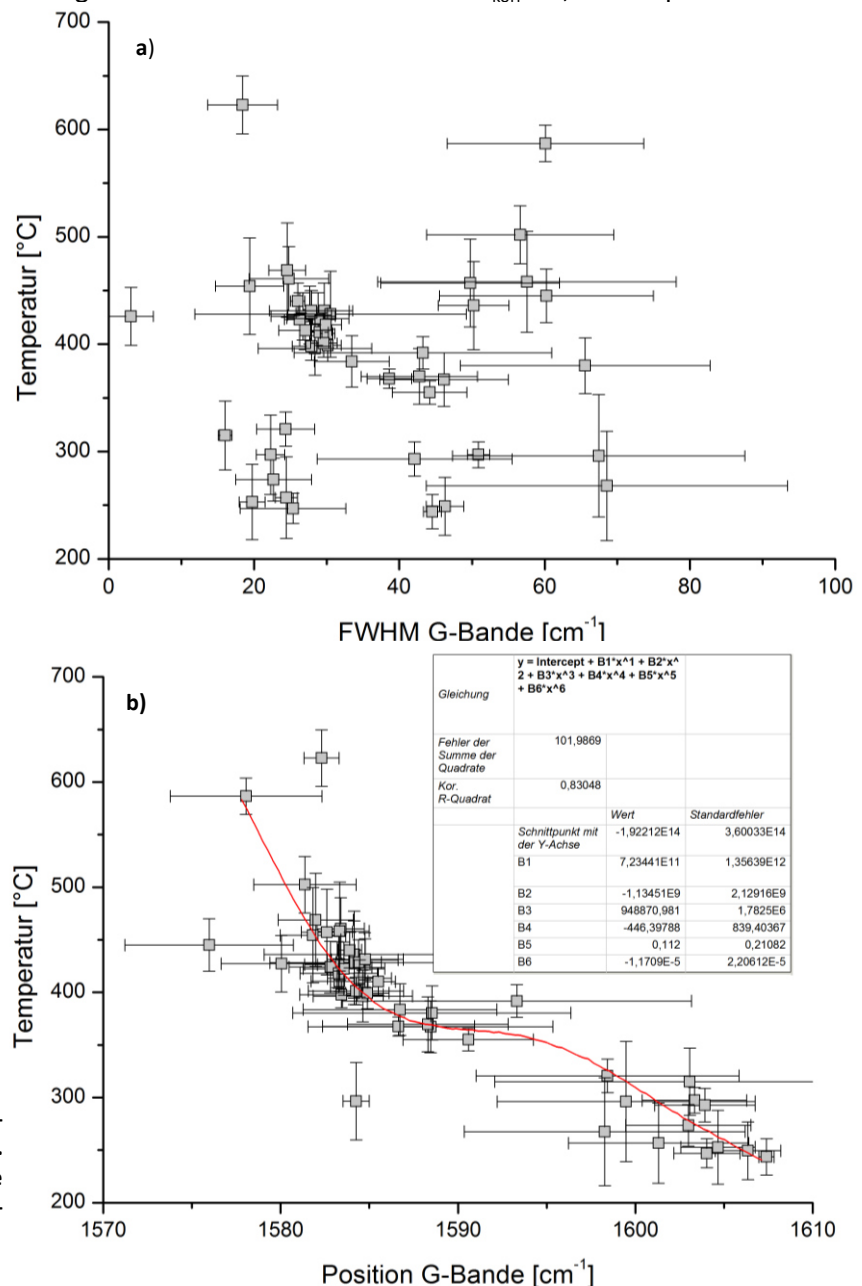 700
a)
600
500
400
300
200
0
20
40
60
80
100
Temperatur [°C]
FWHM G-Bande [cm-1]
700
b)
600
500
400
300
200
1570
1580
1590
1600
1610
Temperatur [°C]
Position G-Bande [cm-1]
Gleichung
y = Intercept + B1*x^1 + B2*x^
2 + B3*x^3 + B4*x^4 + B5*x^5
+ B6*x^6
Fehler der
Summe der
Quadrate
101,9869
Kor.
R-Quadrat
0,83048
Wert Standardfehler
Schnittpunkt mit
der Y-Achse
-1,92212E14 3,60033E14
B1 7,23441E11 1,35639E12
B2 -1,13451E9 2,12916E9
B3 948870,981 1,7825E6
B4 -446,39788 839,40367
B5 0,112 0,21082
B6 -1,1709E-5 2,20612E-5